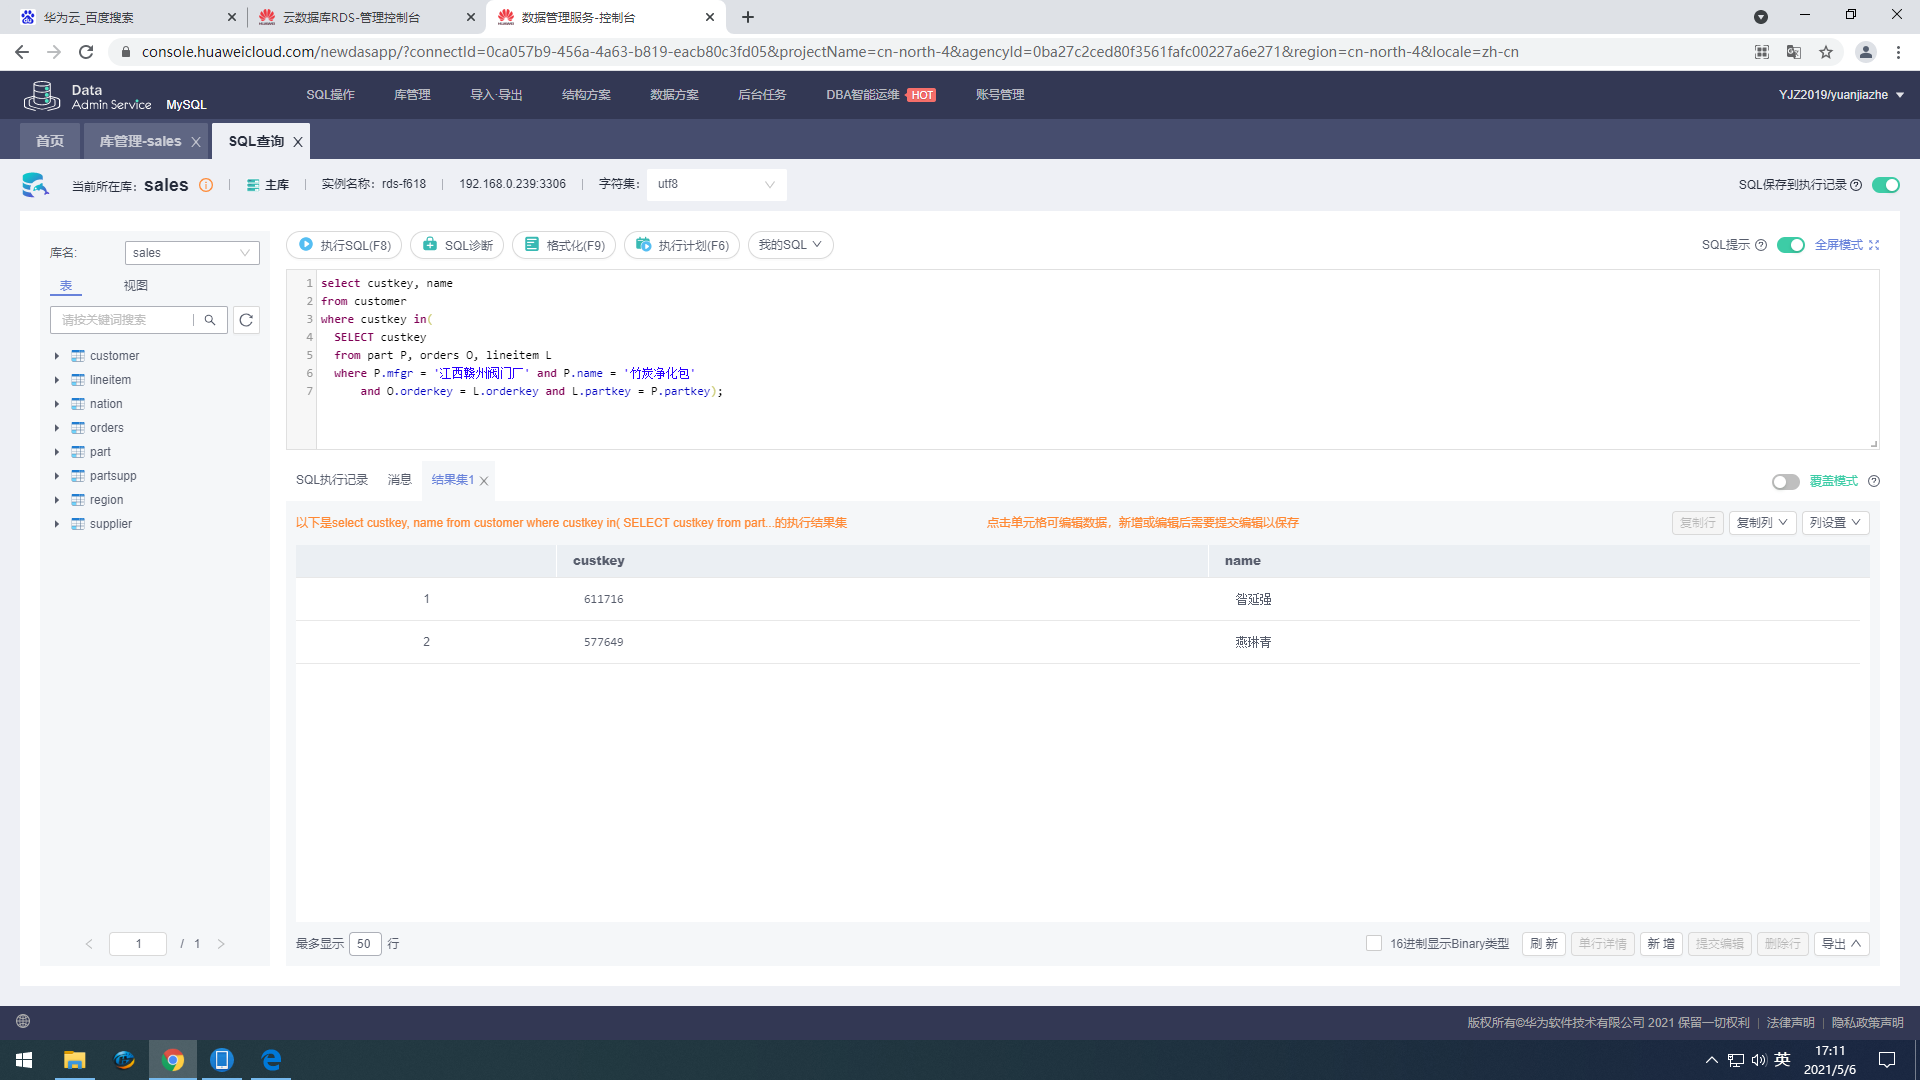 华为云_百度搜索
云数据库RDS-管理控制台
数据管理服务-控制台
console.huaweicloud.com/newdasapp/?connectId=0ca057b9-456a-4a63-b819-eacb80c3fd05&projectName=cn-north-4&agencyId=0ba27c2ced80f3561fafc00227a6e271&region=cn-north-4&locale=zh-cn
Data
Admin Service MySQL
SQL操作 库管理 导入·导出 结构方案 数据方案 后台任务 DBA智能运维 HOT 账号管理
YJZ2019/yuanjiazhe
首页 库管理-sales SQL查询
当前所在库: sales 主库 实例名称: rds-f618 192.168.0.239:3306 字符集: utf8
SQL保存到执行记录
库名: sales
表 视图
请按关键词搜索
customer
lineitem
nation
orders
part
partsupp
region
supplier
1 / 1
执行SQL(F8) SQL诊断 格式化(F9) 执行计划(F6) 我的SQL
SQL提示 全屏模式
1 select custkey, name
2 from customer
3 where custkey in(
4 SELECT custkey
5 from part P, orders O, lineitem L
6 where P.mfgr = '江西赣州阀门厂' and P.name = '竹炭净化包'
7 and O.orderkey = L.orderkey and L.partkey = P.partkey);
SQL执行记录 消息 结果集1
覆盖模式
以下是select custkey, name from customer where custkey in( SELECT custkey from part...的执行结果集
点击单元格可编辑数据，新增或编辑后需要提交编辑以保存
复制行 复制列 列设置
custkey name
1 611716 昝延强
2 577649 燕琳青
最多显示 50 行
16进制显示Binary类型 刷 新 单行详情 新 增 提交编辑 删除行 导出
版权所有©华为软件技术有限公司 2021 保留一切权利 | 法律声明 | 隐私政策声明
英
17:11
2021/5/6